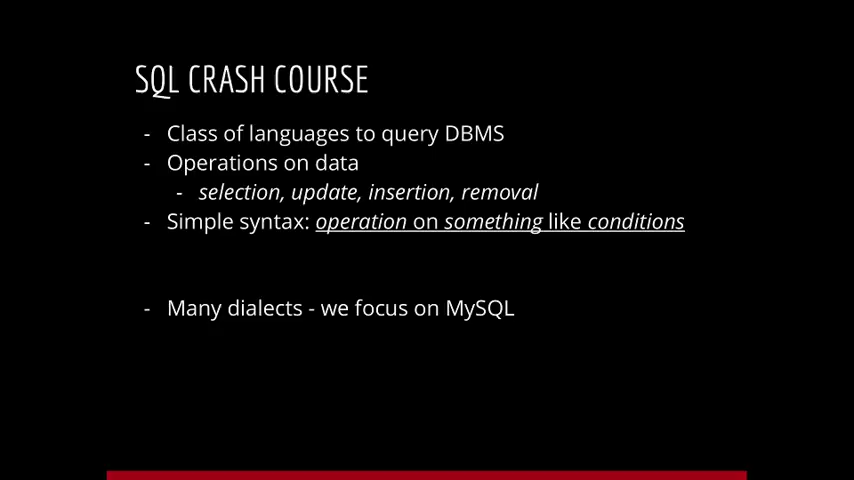 SQL CRASH COURSE
- Class of languages to query DBMS
- Operations on data
- selection, update, insertion, removal
- Simple syntax: operation on something like conditions
- Many dialects - we focus on MySQL